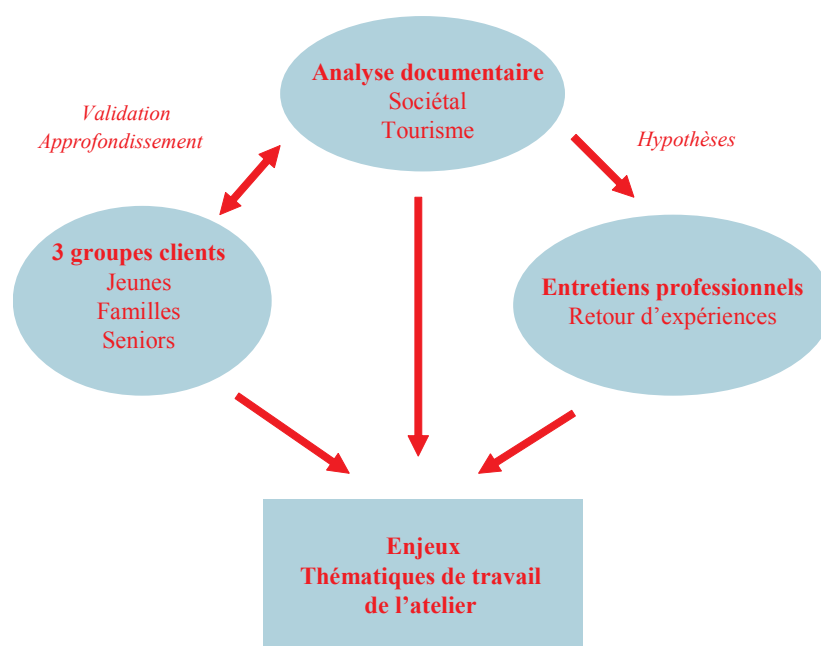 Analyse documentaire
Sociétal
Tourisme
Validation
Approfondissement
Hypothèses
3 groupes clients
Jeunes
Familles
Seniors
Entretiens professionnels
Retour d’expériences
Enjeux
Thématiques de travail
de l’atelier